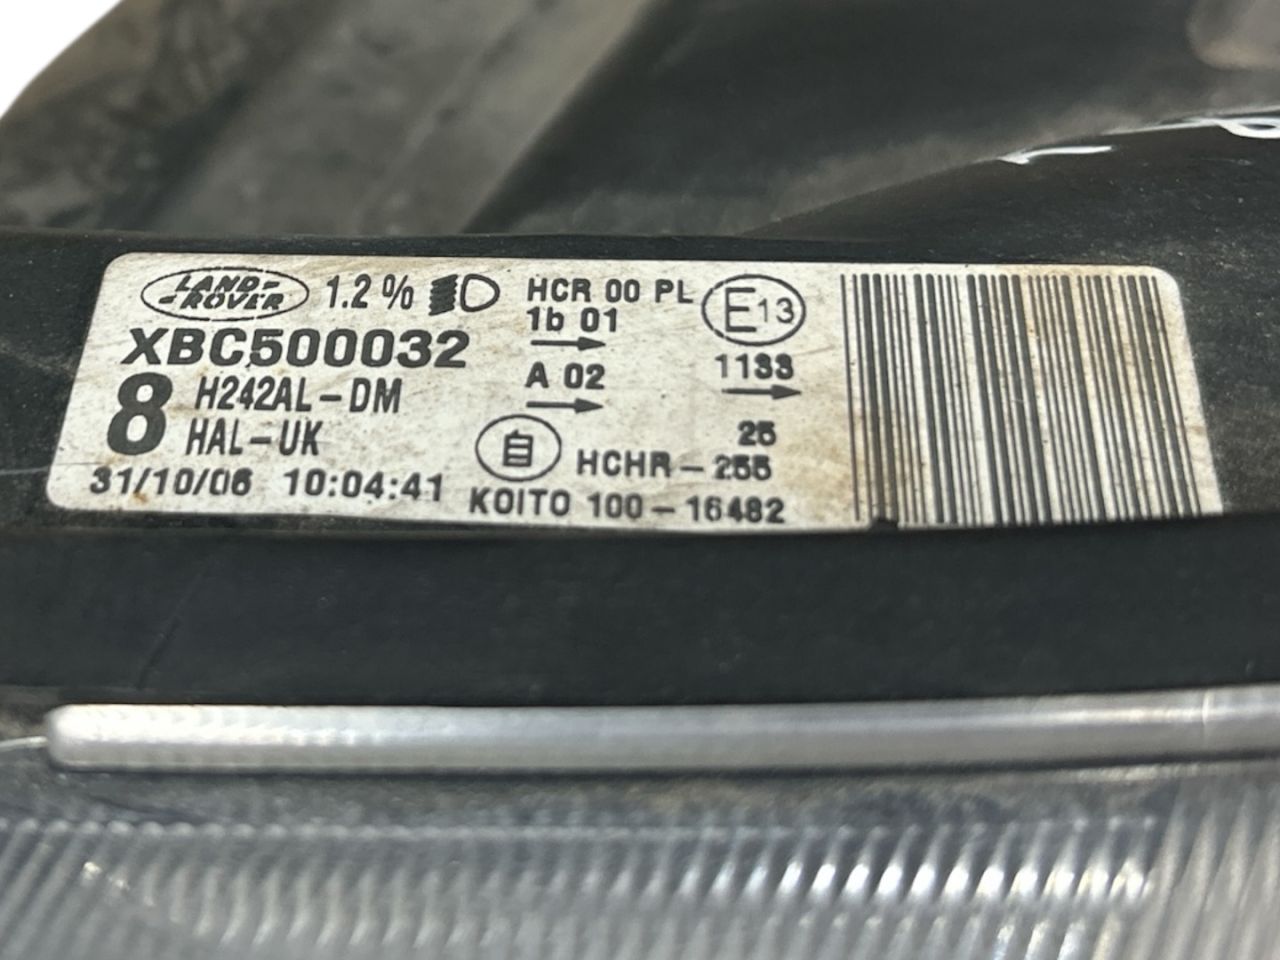 LAND-
ROVER
1.2%
XBC500032
8
H242AL-DM
HAL-UK
31/10/06 10:04:41
HCR 00 PL
1b 01
A 02
E13
1133
25
自
HCHR-255
KOITO 100-16482